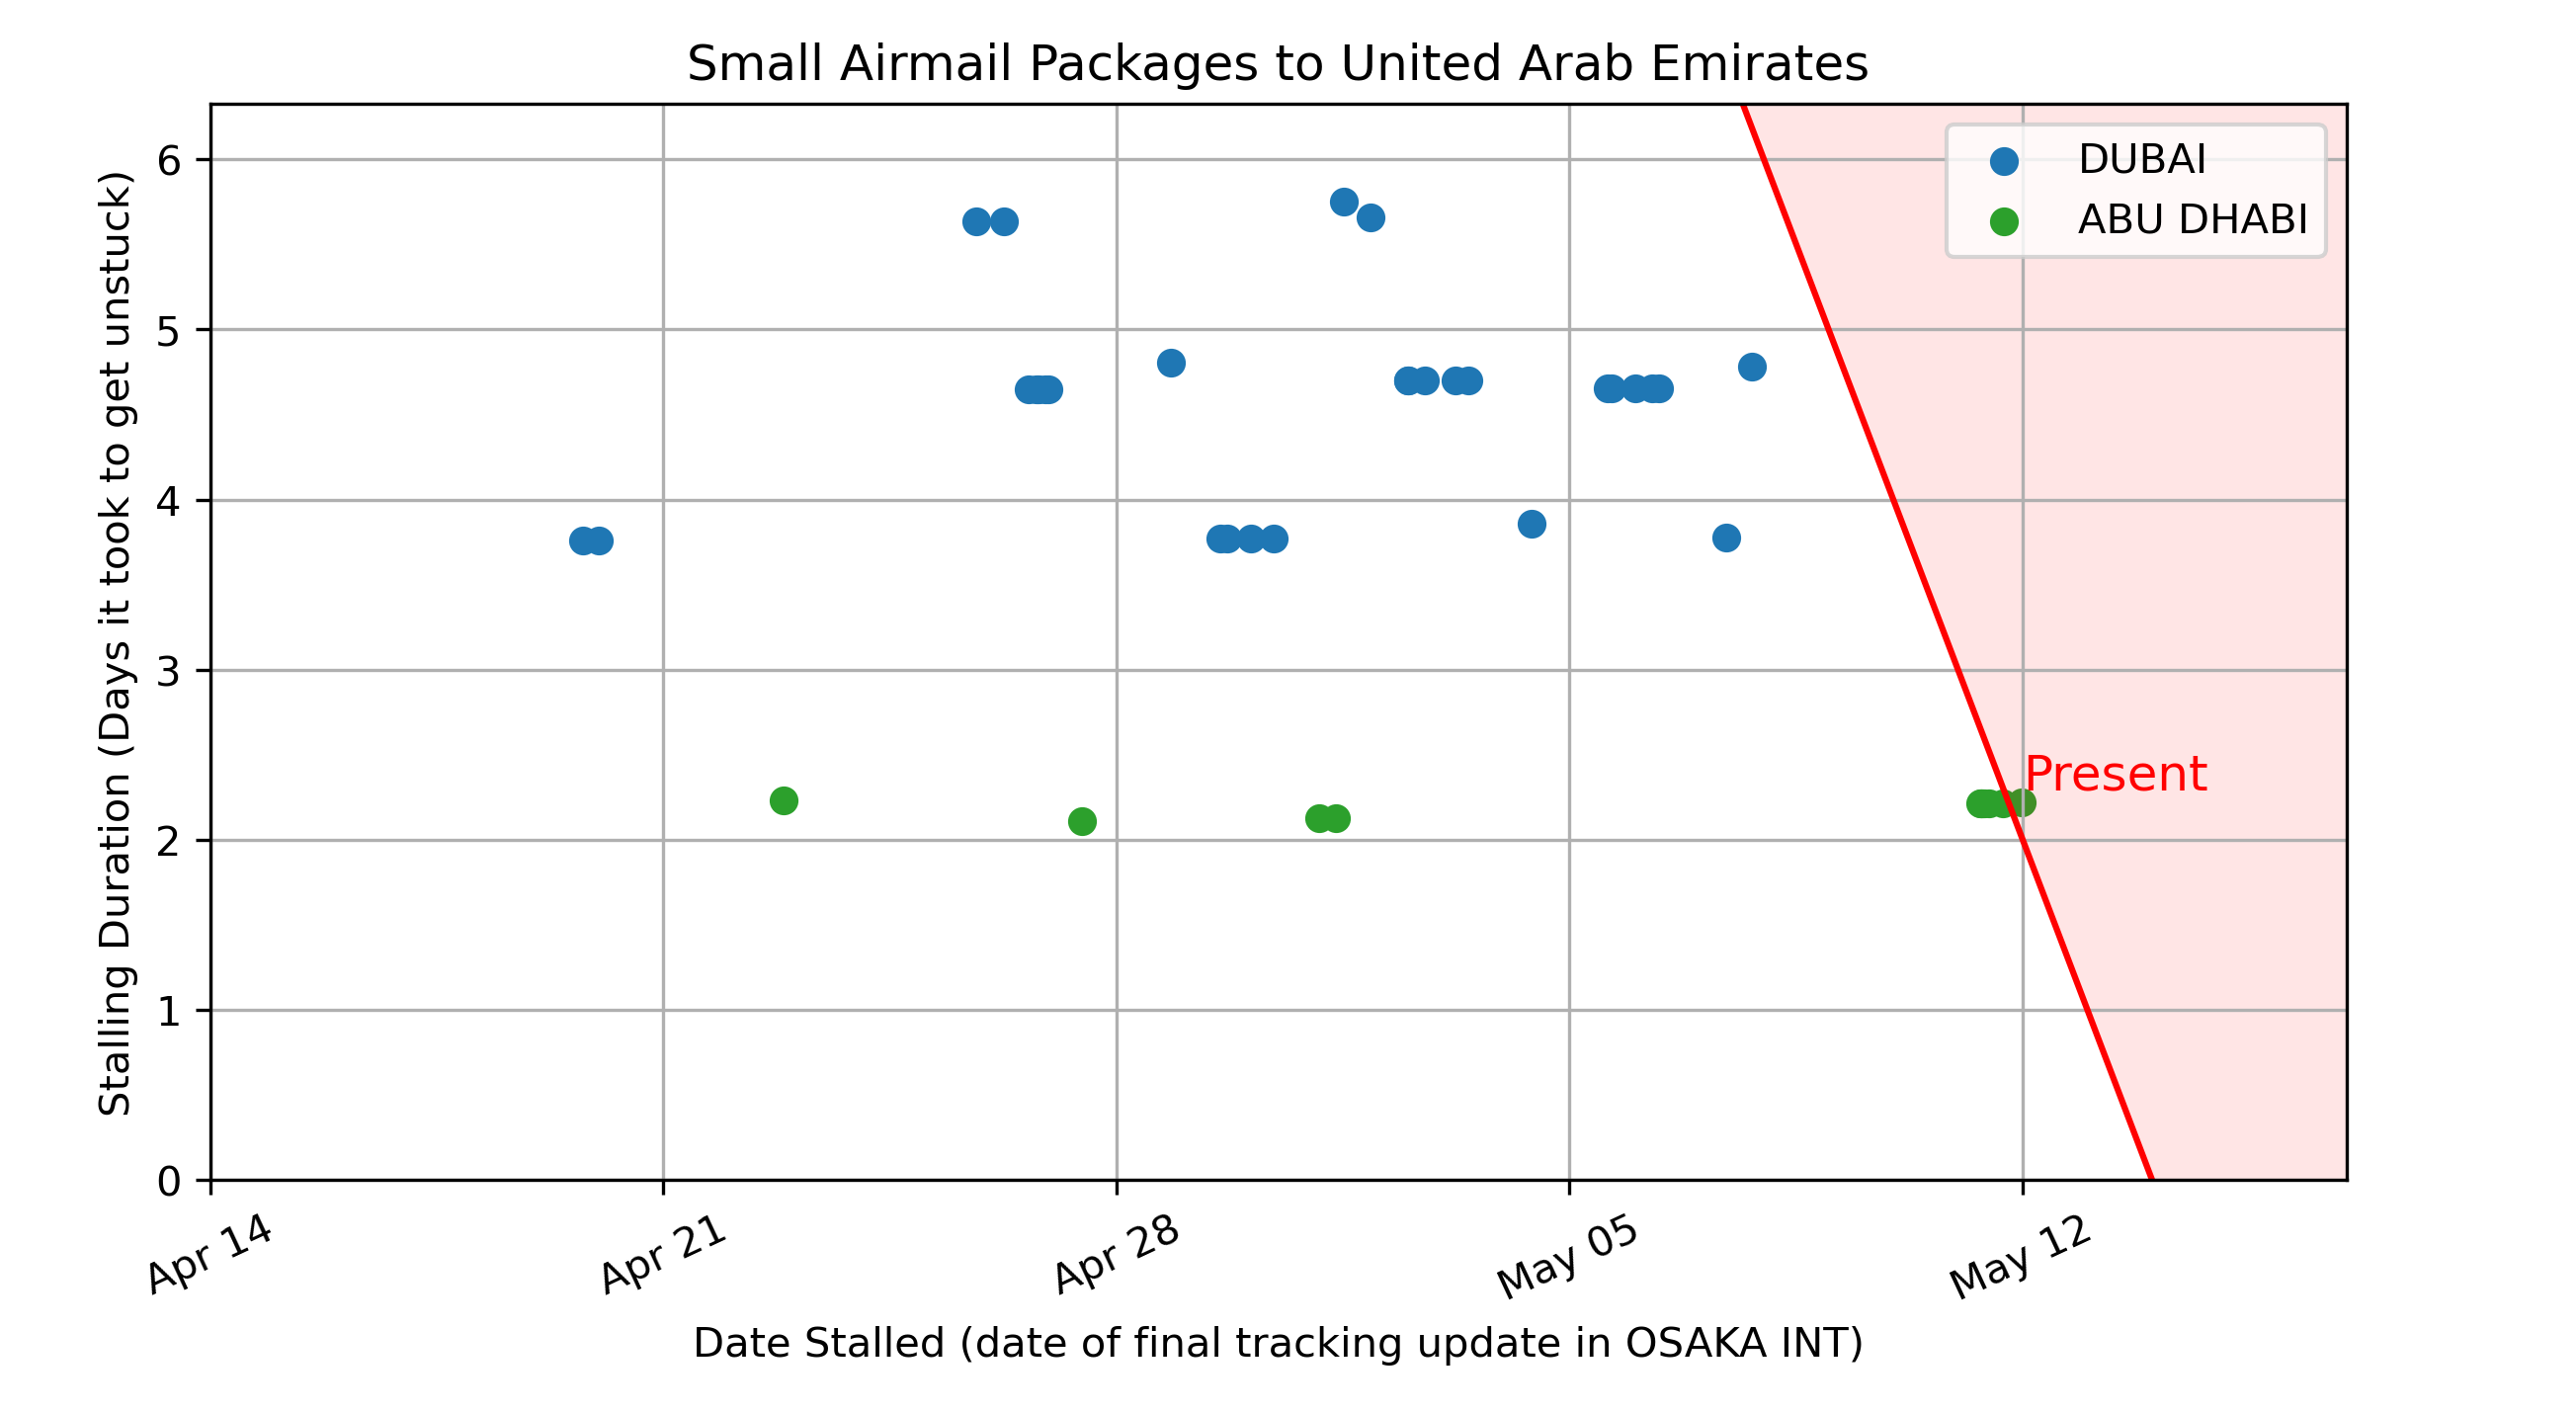 Small Airmail Packages to United Arab Emirates
Stalling Duration (Days it took to get unstuck)
6
5
4
3
2
1
0
DUBAI
ABU DHABI
Present
Apr 14
Apr 21
Apr 28
May 05
May 12
Date Stalled (date of final tracking update in OSAKA INT)